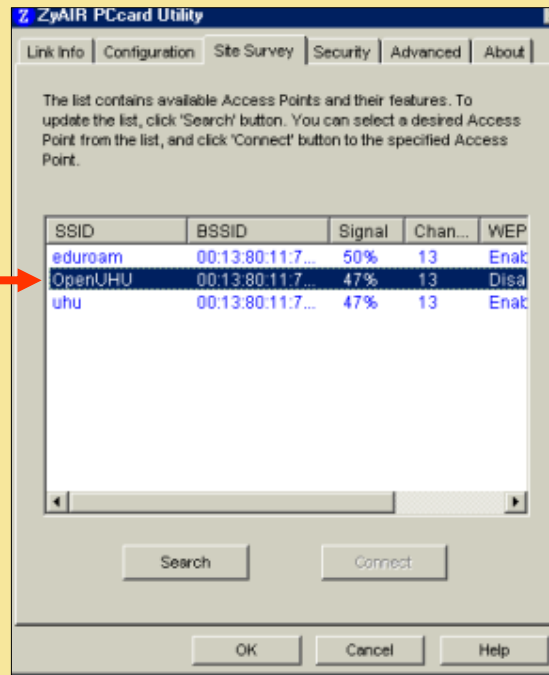 Z ZyAIR PCcard Utility
Link Info Configuration Site Survey Security Advanced About
The list contains available Access Points and their features. To
update the list, click 'Search' button. You can select a desired Access
Point from the list, and click 'Connect' button to the specified Access
Point.
SSID BSSID Signal Chan... WEP
eduroam 00:13:80:11:7... 50% 13 Enab
OpenUHU 00:13:80:11:7... 47% 13 Disa
uhu 00:13:80:11:7... 47% 13 Enab
Search Connect
OK Cancel Help